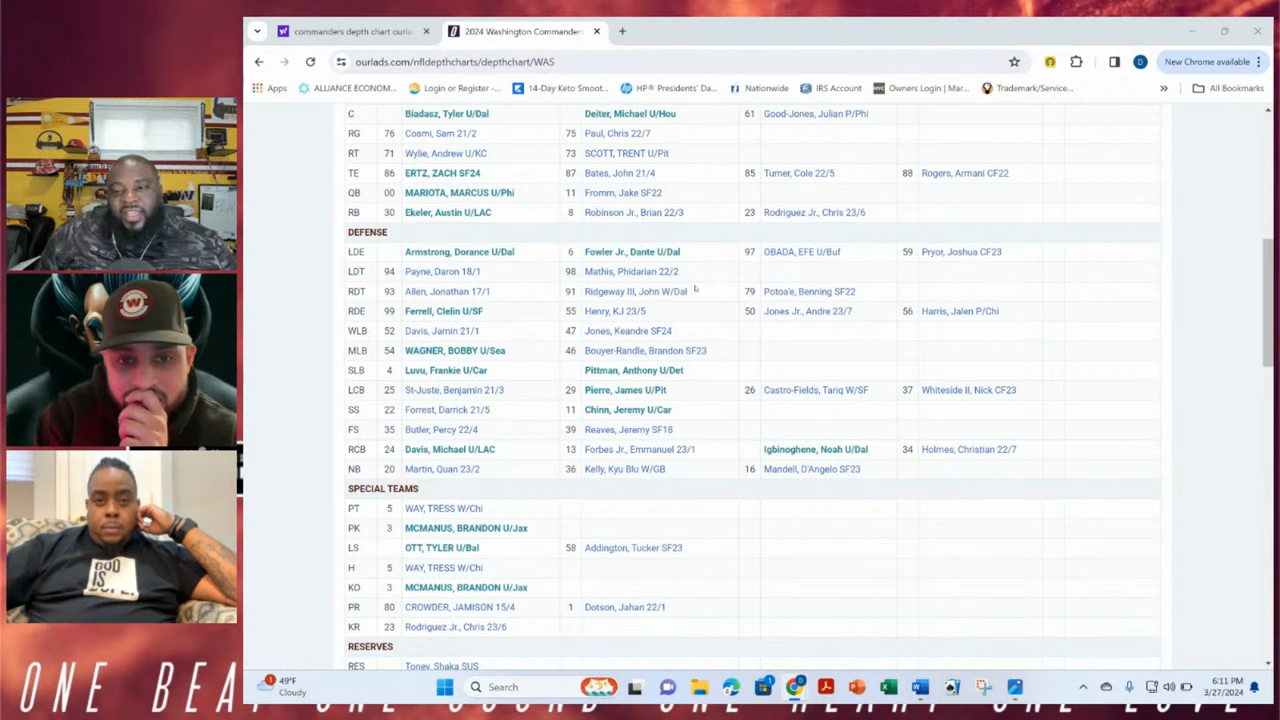 commanders depth chart ourla
2024 Washington Commander
ourlads.com/nfldepthcharts/depthchart/WAS
New Chrome available
Apps ALLIANCE ECONOM... Login or Register -... 14-Day Keto Smoot... HP® Presidents' Da... Nationwide IRS Account Owners Login | Mar... Trademark/Service... » All Bookmarks
C Biadasz, Tyler U/Dal Deiter, Michael U/Hou 61 Good-Jones, Julian P/Phi
RG 76 Cosmi, Sam 21/2 75 Paul, Chris 22/7
RT 71 Wylie, Andrew U/KC 73 SCOTT, TRENT U/Pit
TE 86 ERTZ, ZACH SF24 87 Bates, John 21/4 85 Turner, Cole 22/5 88 Rogers, Armani CF22
QB 00 MARIOTA, MARCUS U/Phi 11 Fromm, Jake SF22
RB 30 Ekeler, Austin U/LAC 8 Robinson Jr., Brian 22/3 23 Rodriguez Jr., Chris 23/6
DEFENSE
LDE Armstrong, Dorance U/Dal 6 Fowler Jr., Dante U/Dal 97 OBADA, EFE U/Buf 59 Pryor, Joshua CF23
LDT 94 Payne, Daron 18/1 98 Mathis, Phidarian 22/2
RDT 93 Allen, Jonathan 17/1 91 Ridgeway III, John W/Dal 79 Potoa'e, Benning SF22
RDE 99 Ferrell, Clelin U/SF 55 Henry, KJ 23/5 50 Jones Jr., Andre 23/7 56 Harris, Jalen P/Chi
WLB 52 Davis, Jamin 21/1 47 Jones, Keandre SF24
MLB 54 WAGNER, BOBBY U/Sea 46 Bouyer-Randle, Brandon SF23
SLB 4 Luvu, Frankie U/Car Pittman, Anthony U/Det
LCB 25 St-Juste, Benjamin 21/3 29 Pierre, James U/Pit 26 Castro-Fields, Tariq W/SF 37 Whiteside II, Nick CF23
SS 22 Forrest, Darrick 21/5 11 Chinn, Jeremy U/Car
FS 35 Butler, Percy 22/4 39 Reaves, Jeremy SF18
RCB 24 Davis, Michael U/LAC 13 Forbes Jr., Emmanuel 23/1 Igbinoghene, Noah U/Dal 34 Holmes, Christian 22/7
NB 20 Martin, Quan 23/2 36 Kelly, Kyu Blu W/GB 16 Mandell, D'Angelo SF23
SPECIAL TEAMS
PT 5 WAY, TRESS W/Chi
PK 3 MCMANUS, BRANDON U/Jax
LS OTT, TYLER U/Bal 58 Addington, Tucker SF23
H 5 WAY, TRESS W/Chi
KO 3 MCMANUS, BRANDON U/Jax
PR 80 CROWDER, JAMISON 15/4 1 Dotson, Jahan 22/1
KR 23 Rodriguez Jr., Chris 23/6
RESERVES
RES Toney, Shaka SUS
49°F
Cloudy
Search
6:11 PM
3/27/2024
W
GOD
IS
ONE BEA